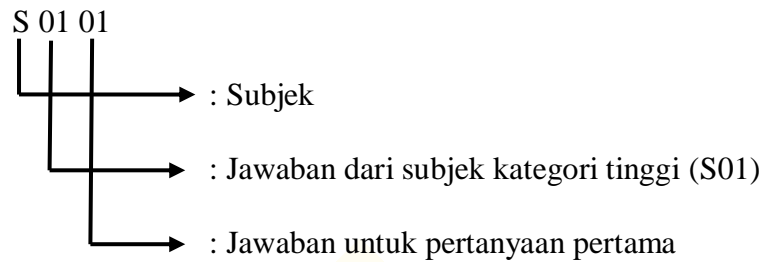 S 01 01
: Subjek
: Jawaban dari subjek kategori tinggi (S01)
: Jawaban untuk pertanyaan pertama